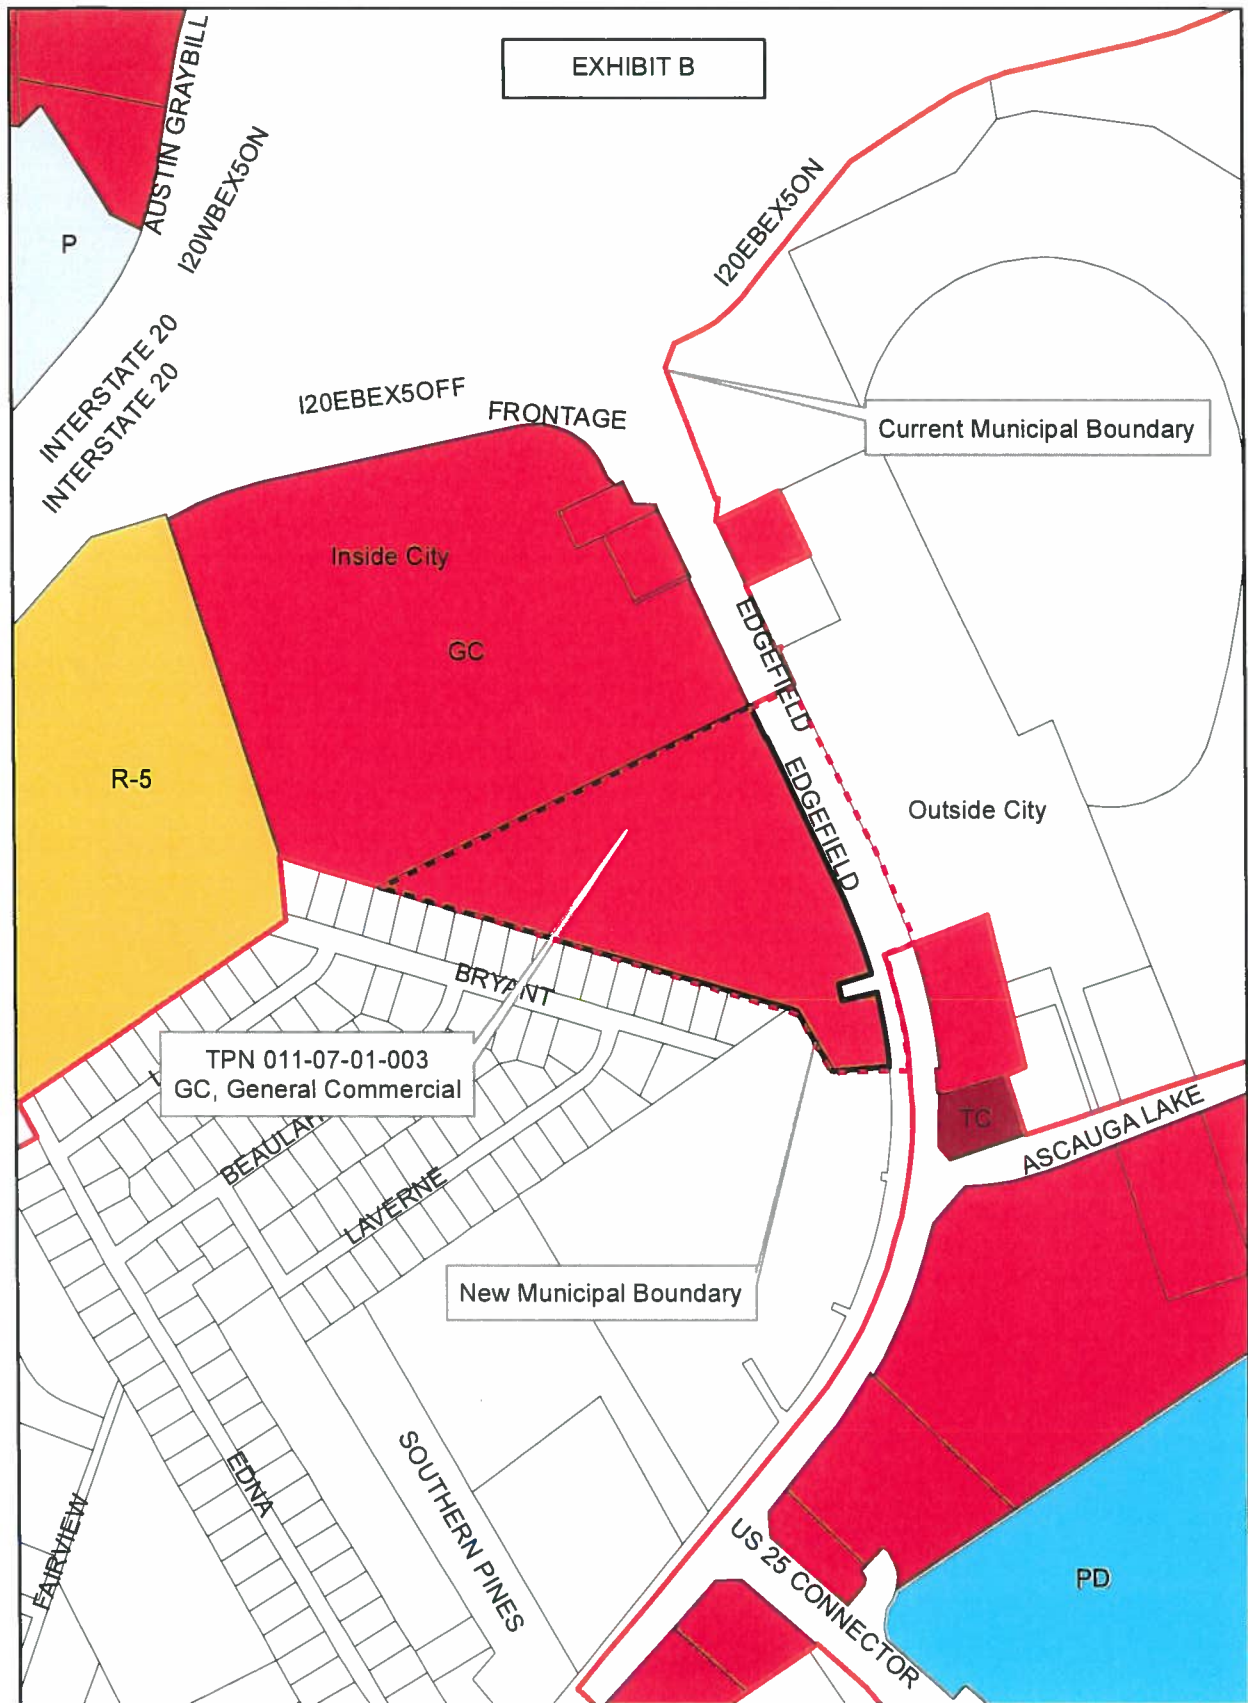 EXHIBIT B
AUSTIN GRAYBILL
I20WBEX5ON
P
I20EBEX5ON
INTERSTATE 20
INTERSTATE 20
I20EBEX5OFF
FRONTAGE
Current Municipal Boundary
Inside City
GC
EDGEFIELD
R-5
EDGEFIELD
Outside City
BRYANT
TPN 011-07-01-003
GC, General Commercial
TC
ASCAUGA LAKE
LAVERNE
New Municipal Boundary
EDNA
SOUTHERN PINES
FAIRVIEW
US 25 CONNECTOR
PD